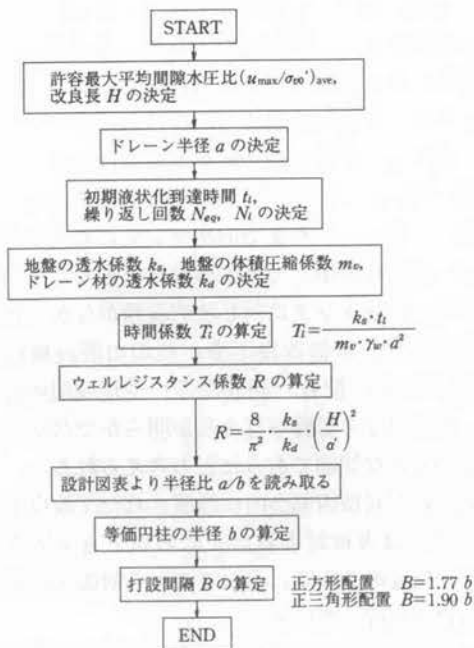 START
許容最大平均間隙水圧比(u_max/σ_v0′)_ave,
改良長 H の決定
ドレーン半径 a の決定
初期液状化到達時間 t_l,
繰り返し回数 N_eq, N_l の決定
地盤の透水係数 k_s, 地盤の体積圧縮係数 m_v,
ドレーン材の透水係数 k_d の決定
時間係数 T_l の算定 T_l = k_s・t_l / m_v・γ_w・a²
ウェルレジスタンス係数 R の算定
R = 8/π² ・ k_s/k_d ・ (H/a)²
設計図表より半径比 a/b を読み取る
等価円柱の半径 b の算定
打設間隔 B の算定
正方形配置 B=1.77 b
正三角形配置 B=1.90 b
END